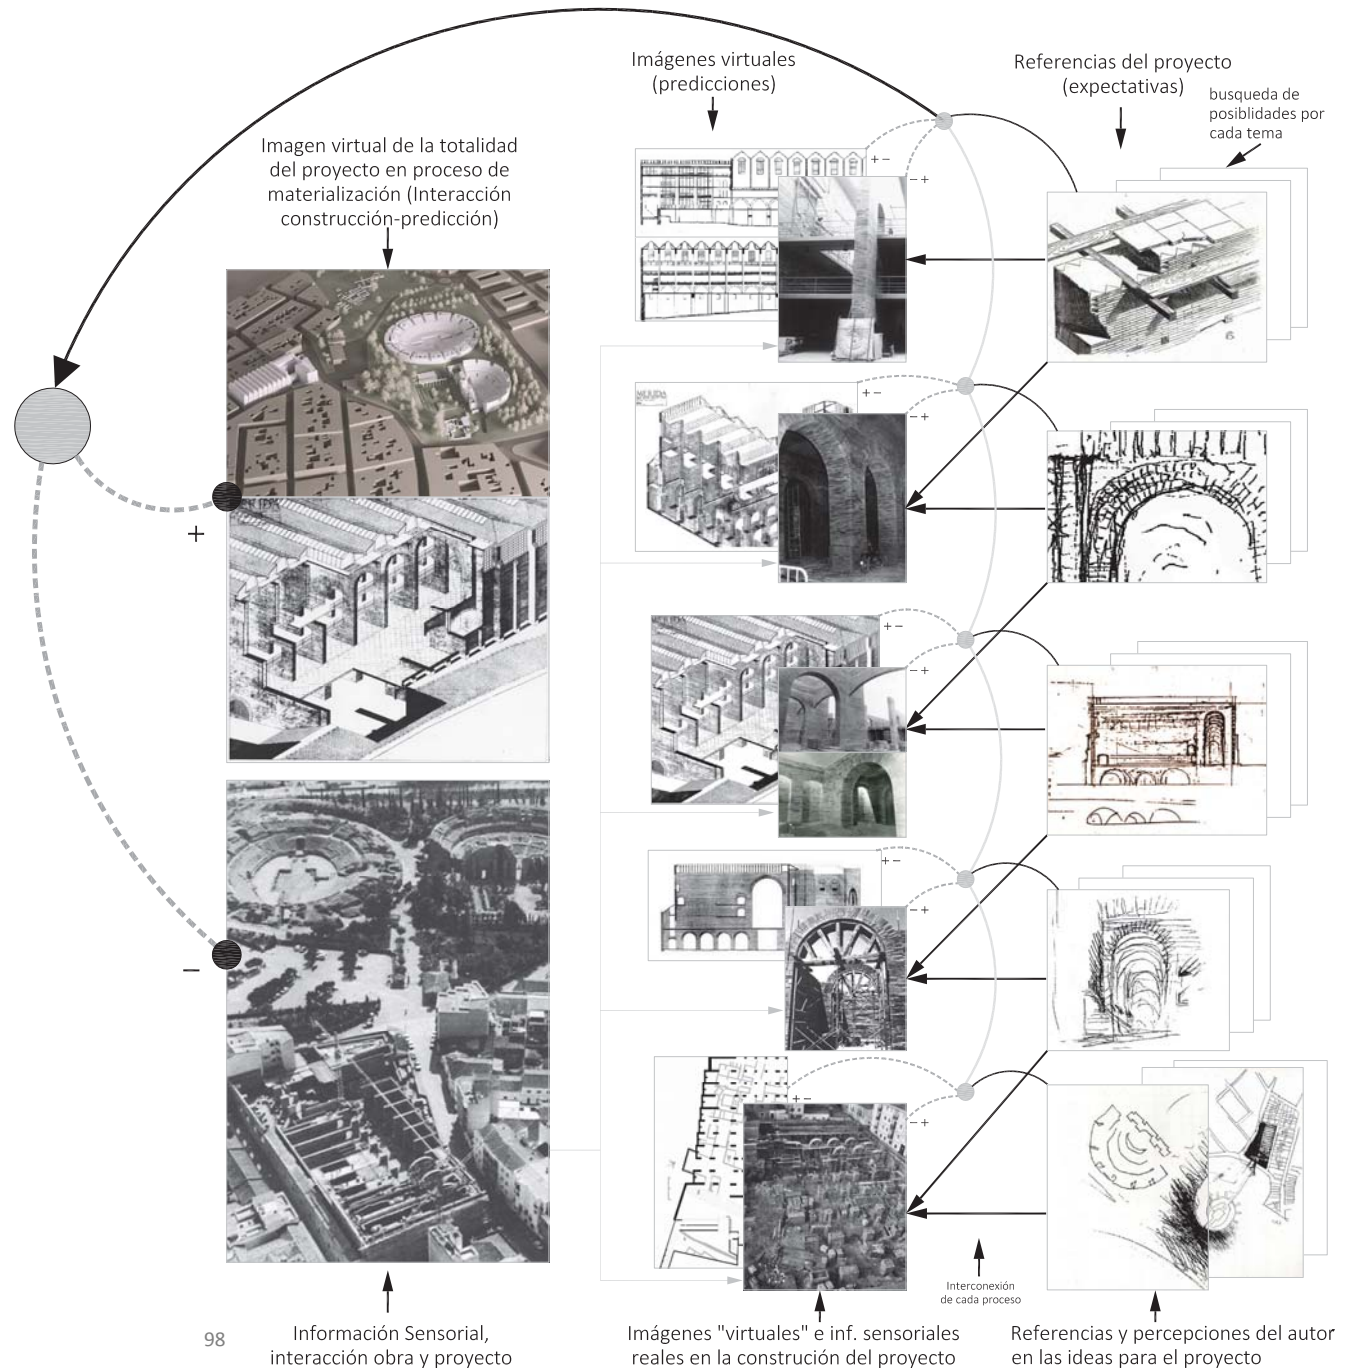 Imágenes virtuales
(predicciones)
Referencias del proyecto
(expectativas)
busqueda de
posiblidades por
cada tema
Imagen virtual de la totalidad
del proyecto en proceso de
materialización (Interacción
construcción-predicción)
+ -
- +
+ -
- +
+
+ -
- +
+ -
- +
-
+ -
- +
Interconexión
de cada proceso
98
Información Sensorial,
interacción obra y proyecto
Imágenes "virtuales" e inf. sensoriales
reales en la construción del proyecto
Referencias y percepciones del autor
en las ideas para el proyecto